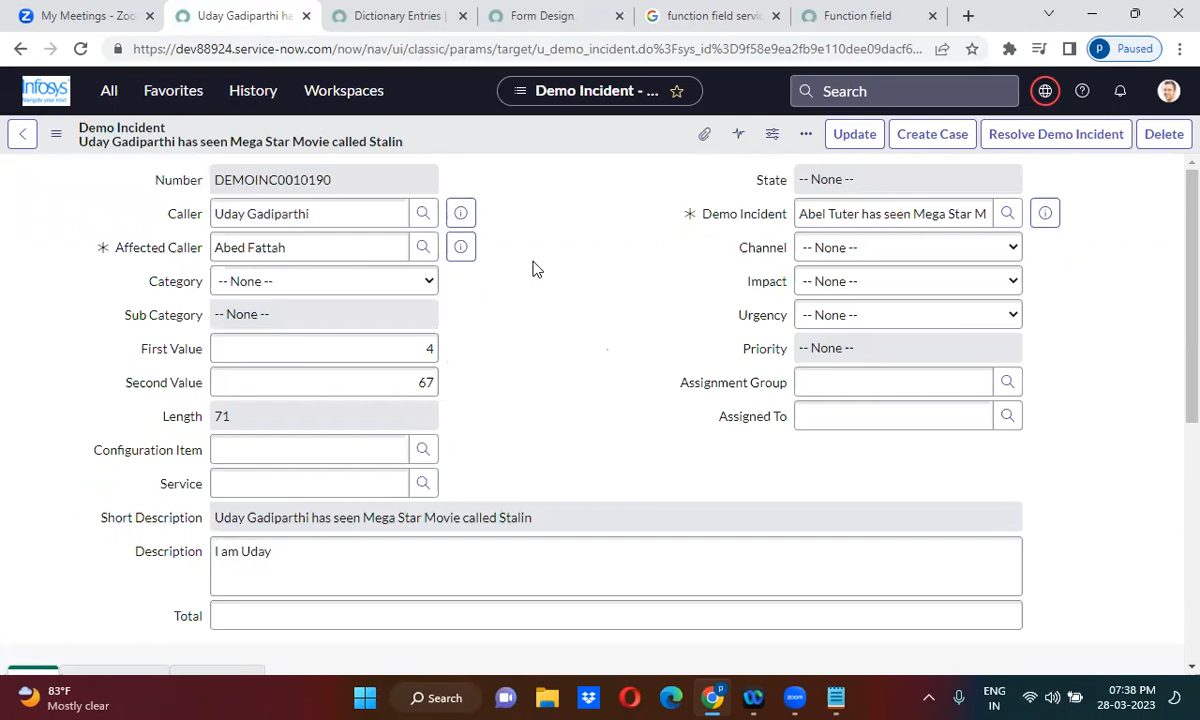 My Meetings - Zoo
Uday Gadiparthi ha
Dictionary Entries
Form Design
function field servic
Function field
https://dev88924.service-now.com/now/nav/ui/classic/params/target/u_demo_incident.do%3Fsys_id%3D9f58e9a2fb9e110dee09dacf6...
P Paused
Infosys All Favorites History Workspaces Demo Incident - ... Search
Navigate your next
Demo Incident
Uday Gadiparthi has seen Mega Star Movie called Stalin
Update Create Case Resolve Demo Incident Delete
Number DEMOINC0010190 State -- None --
Caller Uday Gadiparthi Demo Incident Abel Tuter has seen Mega Star M
Affected Caller Abed Fattah Channel -- None --
Category -- None -- Impact -- None --
Sub Category -- None -- Urgency -- None --
First Value 4 Priority -- None --
Second Value 67 Assignment Group
Length 71 Assigned To
Configuration Item
Service
Short Description Uday Gadiparthi has seen Mega Star Movie called Stalin
Description I am Uday
Total
83°F
Mostly clear
Search
ENG
IN
07:38 PM
28-03-2023